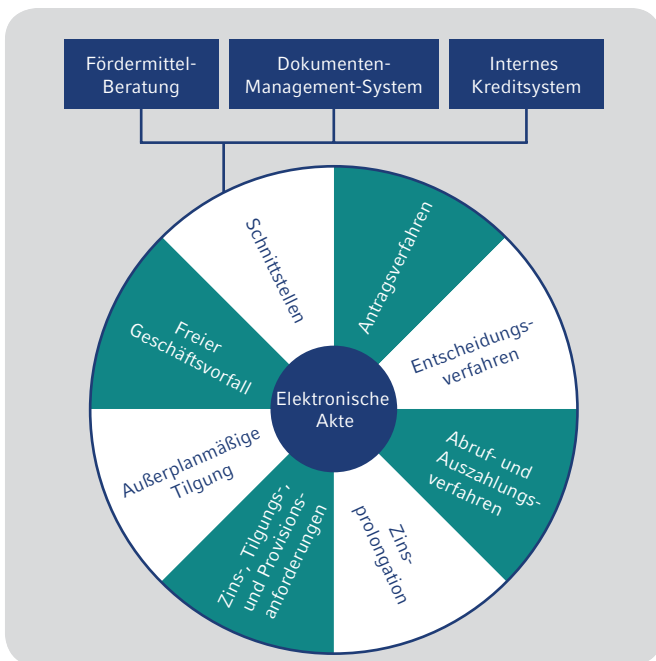 Fördermittel-
Beratung
Dokumenten-
Management-System
Internes
Kreditsystem
Schnittstellen
Antragsverfahren
Entscheidungs-
verfahren
Abruf- und
Auszahlungs-
verfahren
Zins-
prolongation
Zins-, Tilgungs-,
und Provisions-
anforderungen
Außerplanmäßige
Tilgung
Freier
Geschäftsvorfall
Elektronische
Akte